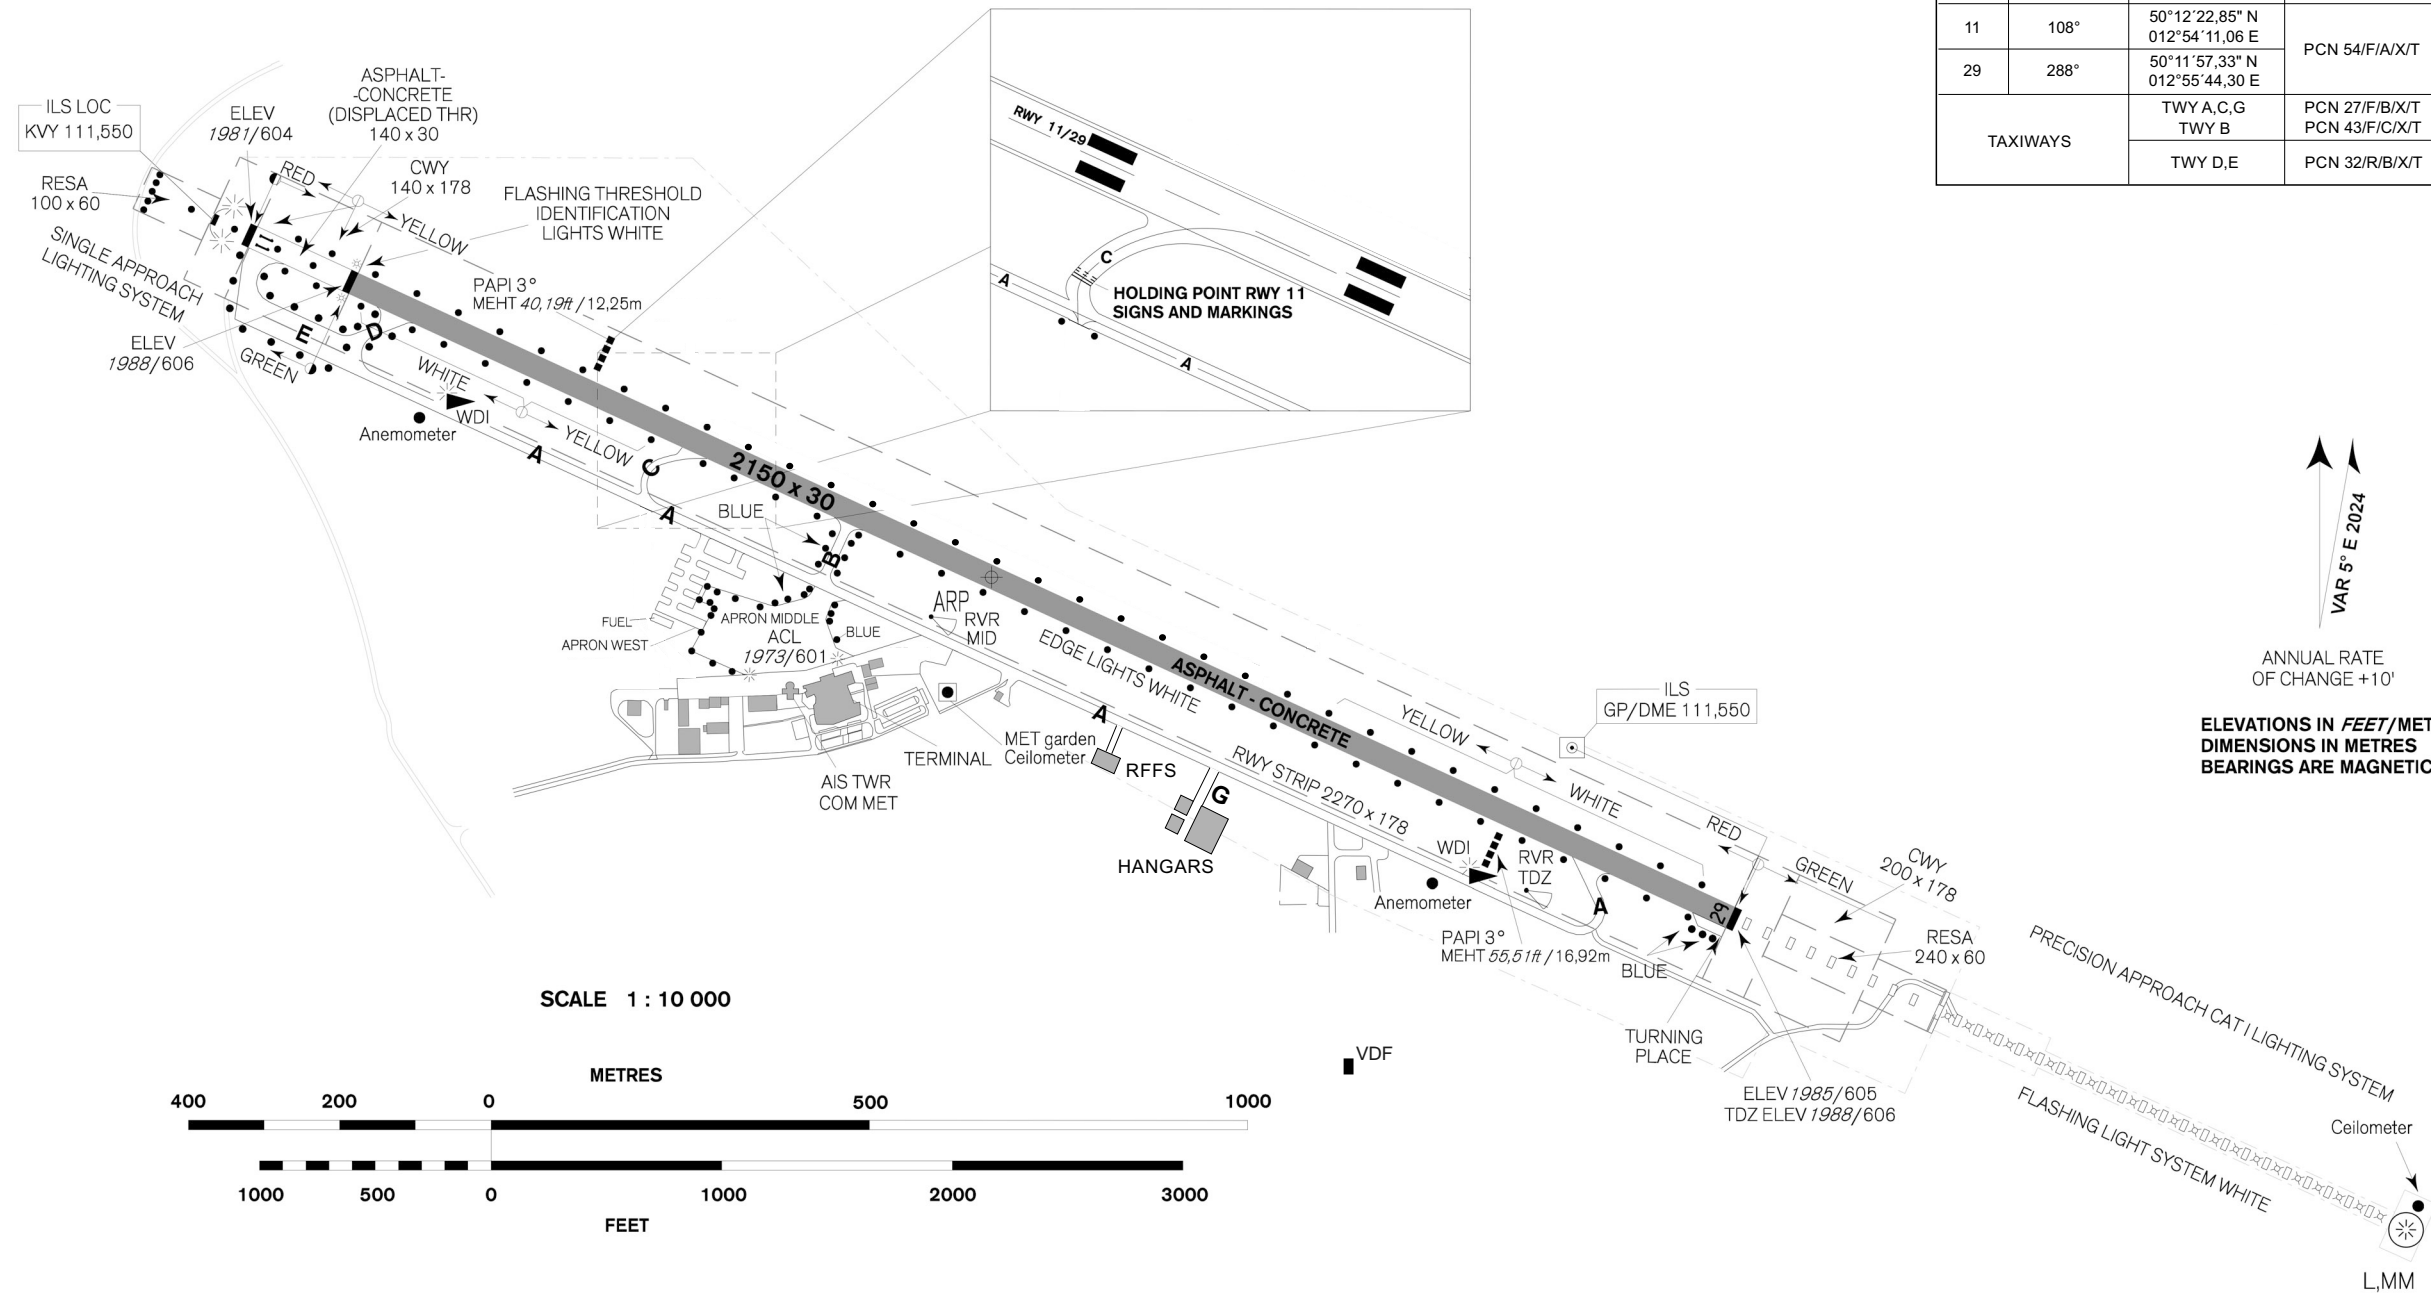 11
108°
50°12´22,85" N
012°54´11,06 E
PCN 54/F/A/X/T
29
288°
50°11´57,33" N
012°55´44,30 E
TAXIWAYS
TWY A,C,G
TWY B
PCN 27/F/B/X/T
PCN 43/F/C/X/T
TWY D,E
PCN 32/R/B/X/T
ILS LOC
KVY 111,550
ELEV
1981/604
ASPHALT-
-CONCRETE
(DISPLACED THR)
140 x 30
RED
CWY
140 x 178
RESA
100 x 60
FLASHING THRESHOLD
IDENTIFICATION
LIGHTS WHITE
YELLOW
11
SINGLE APPROACH
LIGHTING SYSTEM
PAPI 3°
MEHT 40,19ft / 12,25m
ELEV
1988/606
E
D
GREEN
WHITE
WDI
Anemometer
YELLOW
A
C
2150 x 30
A
BLUE
B
RWY 11/29
C
A
HOLDING POINT RWY 11
SIGNS AND MARKINGS
A
FUEL
APRON WEST
APRON MIDDLE
ACL
1973/601
BLUE
ARP
RVR
MID
EDGE LIGHTS WHITE
ASPHALT - CONCRETE
A
MET garden
Ceilometer
TERMINAL
AIS TWR
COM MET
RFFS
G
HANGARS
RWY STRIP 2270 x 178
ILS
GP/DME 111,550
YELLOW
WHITE
RED
GREEN
CWY
200 x 178
WDI
RVR
TDZ
Anemometer
A
29
PAPI 3°
MEHT 55,51ft / 16,92m
BLUE
RESA
240 x 60
TURNING
PLACE
ELEV 1985/605
TDZ ELEV 1988/606
PRECISION APPROACH CAT I LIGHTING SYSTEM
FLASHING LIGHT SYSTEM WHITE
Ceilometer
L,MM
VDF
VAR 5° E 2024
ANNUAL RATE
OF CHANGE +10'
ELEVATIONS IN FEET/MET
DIMENSIONS IN METRES
BEARINGS ARE MAGNETIC
SCALE 1 : 10 000
METRES
400 200 0 500 1000
1000 500 0 1000 2000 3000
FEET